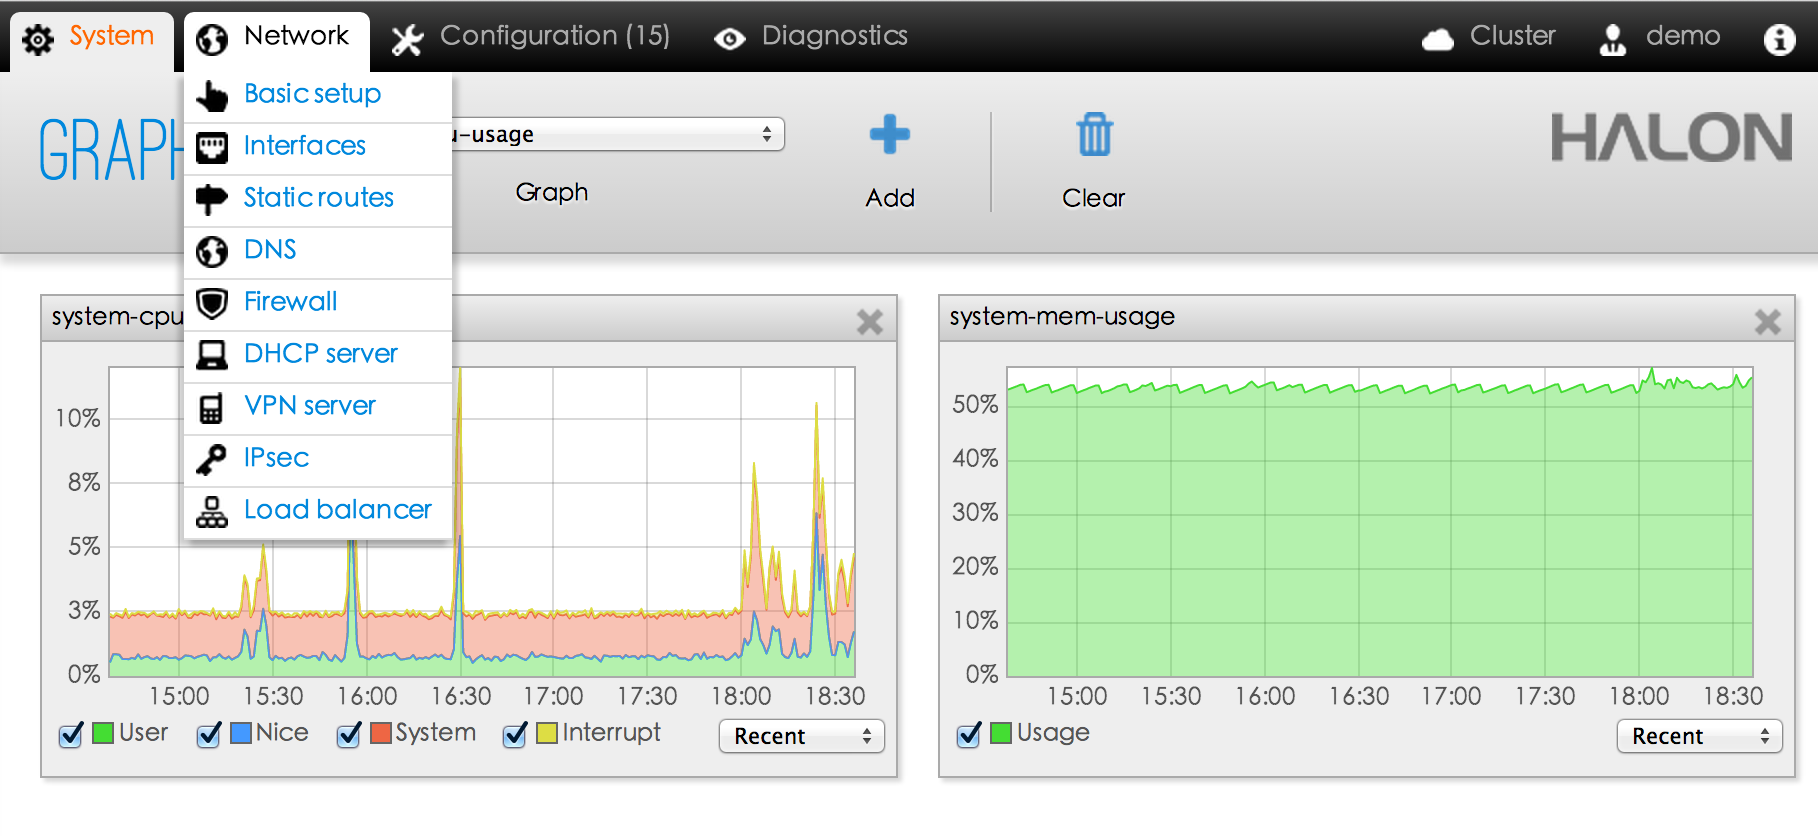 System Network Configuration (15) Diagnostics Cluster demo
Basic setup
Interfaces
Static routes
DNS
Firewall
DHCP server
VPN server
IPsec
Load balancer
GRAPH
-usage
Graph
Add
Clear
HALON
system-cpu
10%
8%
5%
3%
0%
15:00 15:30 16:00 16:30 17:00 17:30 18:00 18:30
User Nice System Interrupt Recent
system-mem-usage
50%
40%
30%
20%
10%
0%
15:00 15:30 16:00 16:30 17:00 17:30 18:00 18:30
Usage Recent